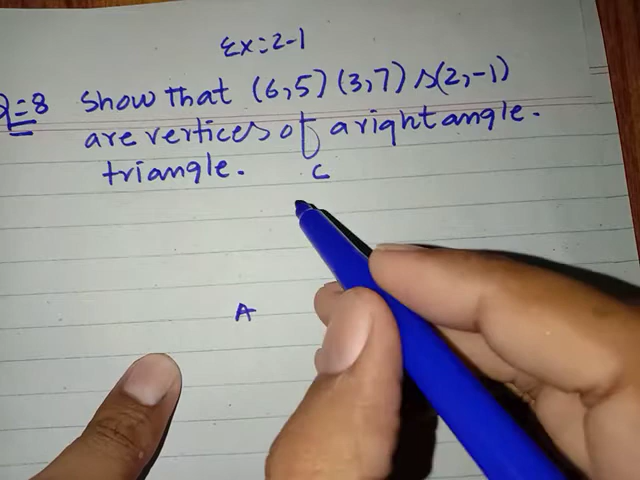 Ex=2-1
Q=8 Show that (6,5) (3,7) & (2,-1)
are vertices of a right angle.
triangle.
C
A